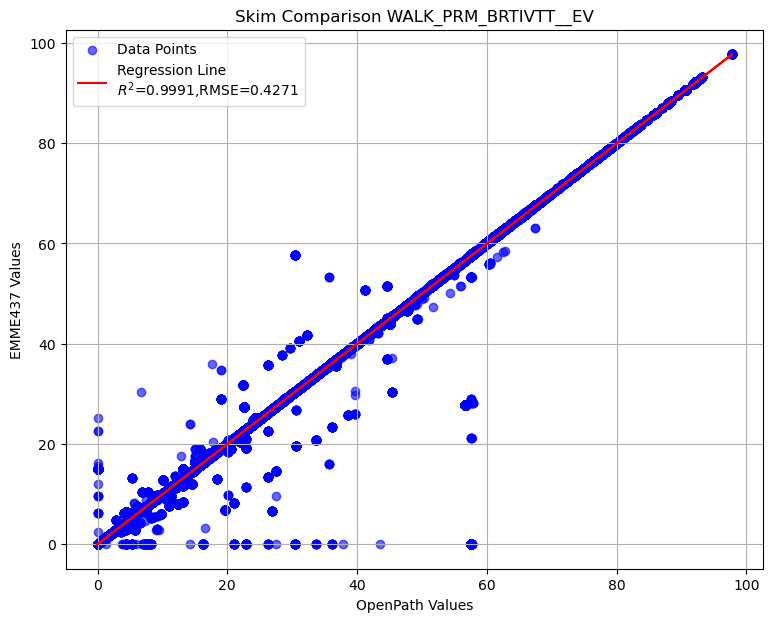 Skim Comparison WALK_PRM_BRTIVTT__EV
Data Points
Regression Line
R²=0.9991,RMSE=0.4271
100
80
60
40
20
0
EMME437 Values
0 20 40 60 80 100
OpenPath Values